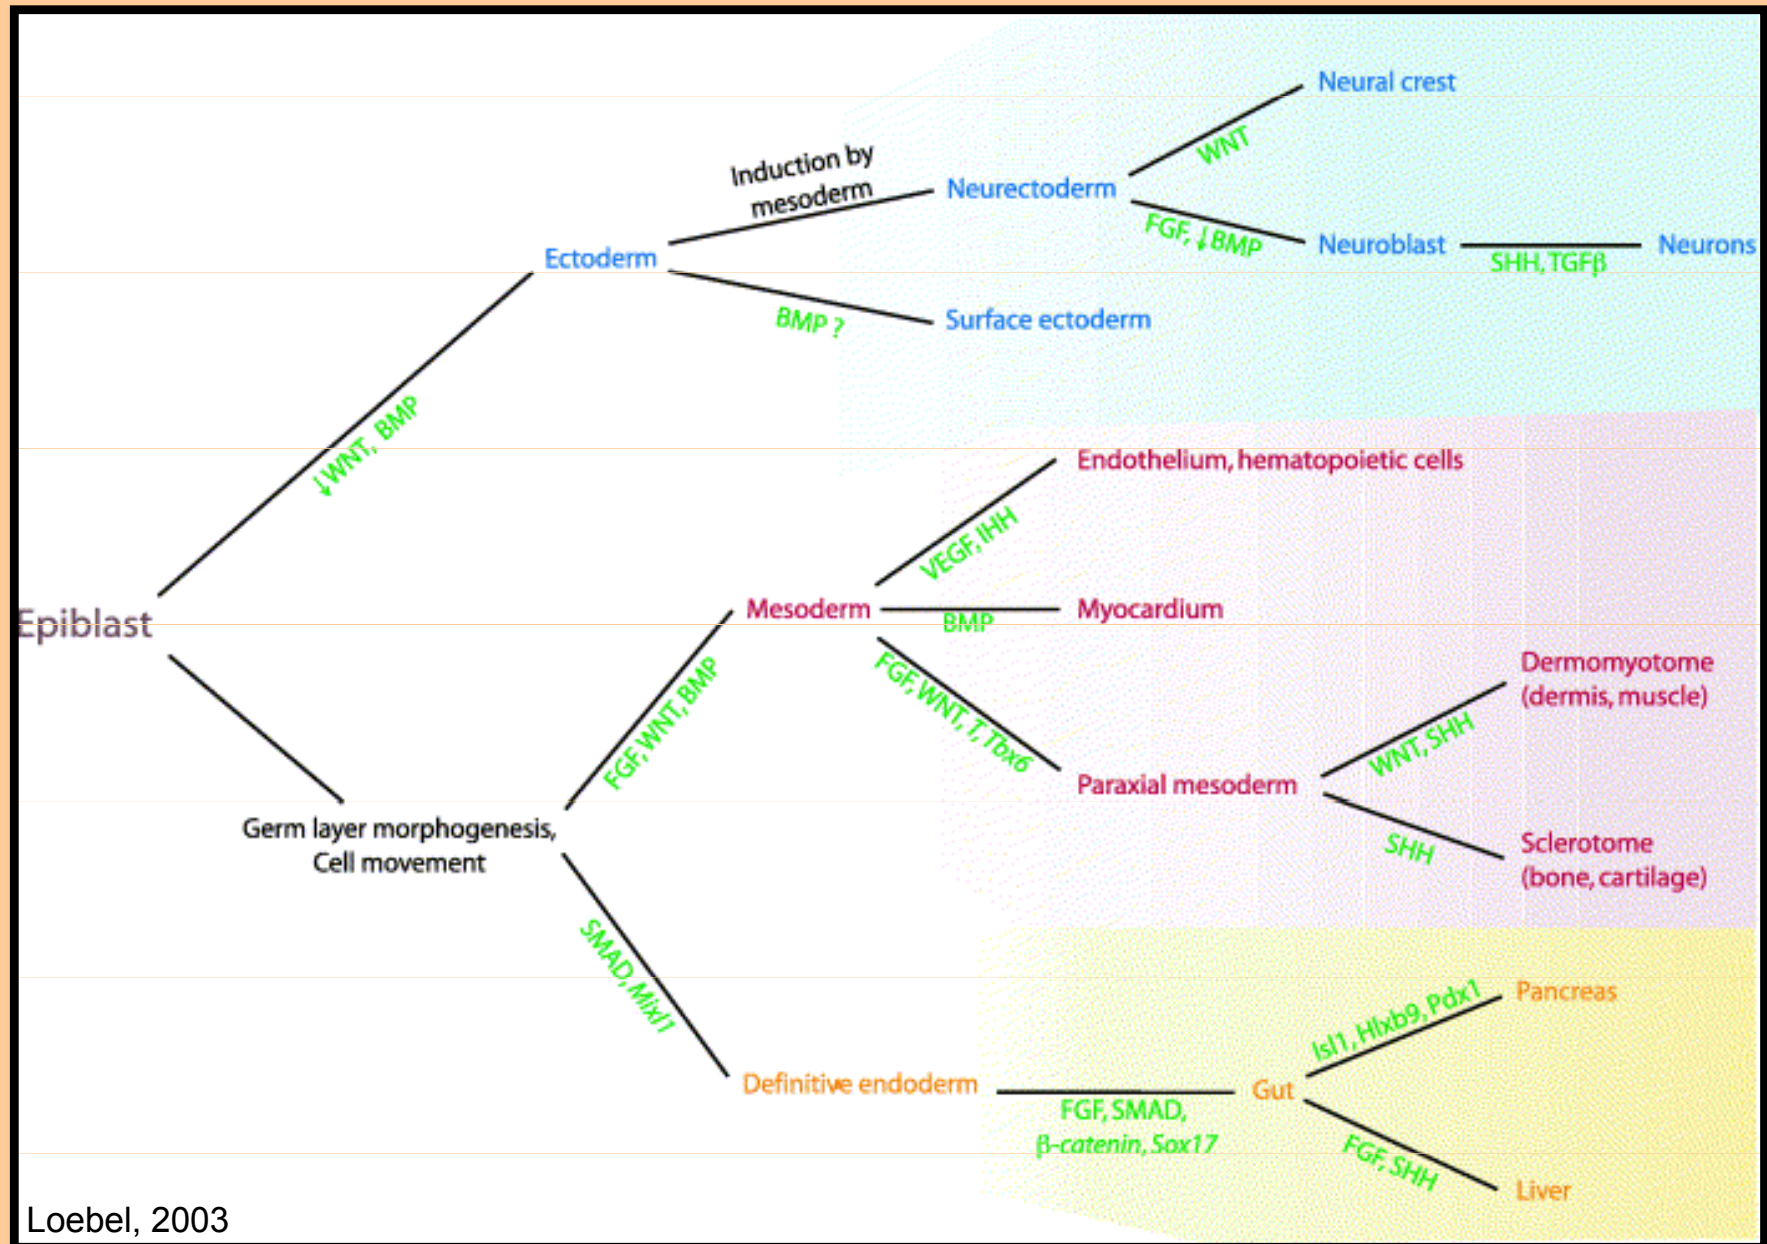 Neural crest
WNT
Induction by
mesoderm
Neurectoderm
FGF, ↓BMP
Neuroblast
SHH, TGFβ
Neurons
Ectoderm
BMP ?
Surface ectoderm
↓WNT, BMP
Endothelium, hematopoietic cells
VEGF, IHH
Epiblast
Mesoderm
BMP
Myocardium
FGF, WNT, BMP
FGF, WNT, T, Tbx6
Dermomyotome
(dermis, muscle)
WNT, SHH
Paraxial mesoderm
SHH
Sclerotome
(bone, cartilage)
Germ layer morphogenesis,
Cell movement
SMAD, Mixl1
Isl1, Hlxb9, Pdx1
Pancreas
Definitive endoderm
FGF, SMAD,
β-catenin, Sox17
Gut
FGF, SHH
Liver
Loebel, 2003